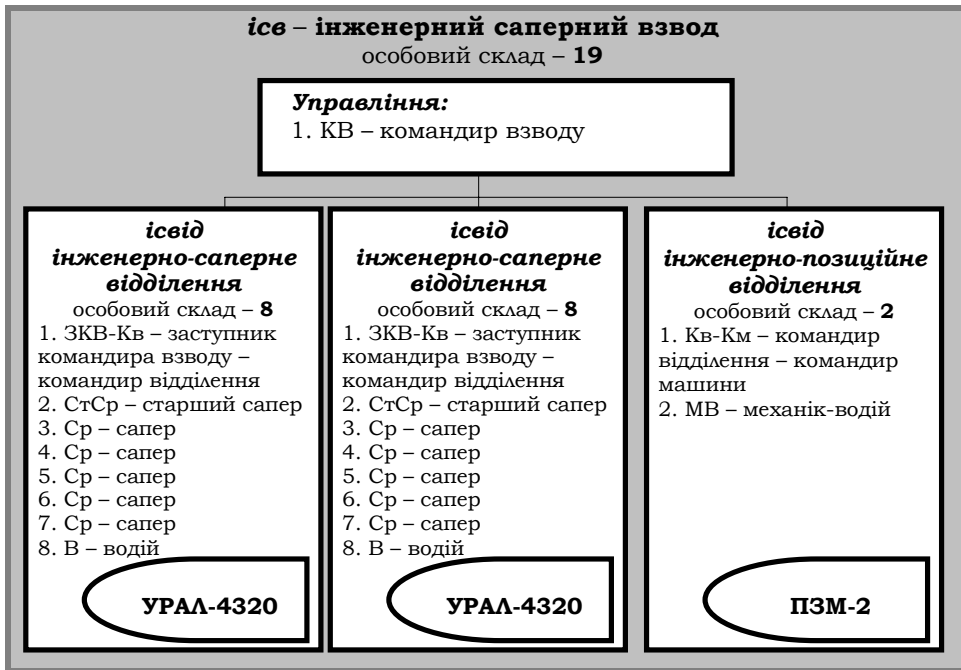 ісв – інженерний саперний взвод
особовий склад – 19
Управління:
1. КВ – командир взводу
ісвід
інженерно-саперне
відділення
особовий склад – 8
1. ЗКВ-Кв – заступник
командира взводу –
командир відділення
2. СтСр – старший сапер
3. Ср – сапер
4. Ср – сапер
5. Ср – сапер
6. Ср – сапер
7. Ср – сапер
8. В – водій
УРАЛ-4320
ісвід
інженерно-саперне
відділення
особовий склад – 8
1. ЗКВ-Кв – заступник
командира взводу –
командир відділення
2. СтСр – старший сапер
3. Ср – сапер
4. Ср – сапер
5. Ср – сапер
6. Ср – сапер
7. Ср – сапер
8. В – водій
УРАЛ-4320
ісвід
інженерно-позиційне
відділення
особовий склад – 2
1. Кв-Км – командир
відділення – командир
машини
2. МВ – механік-водій
ПЗМ-2